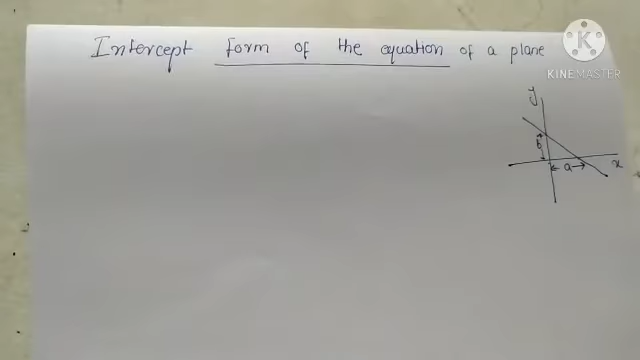 Intercept form of the equation of a plane
K
KINEMASTER
y
b
a
x